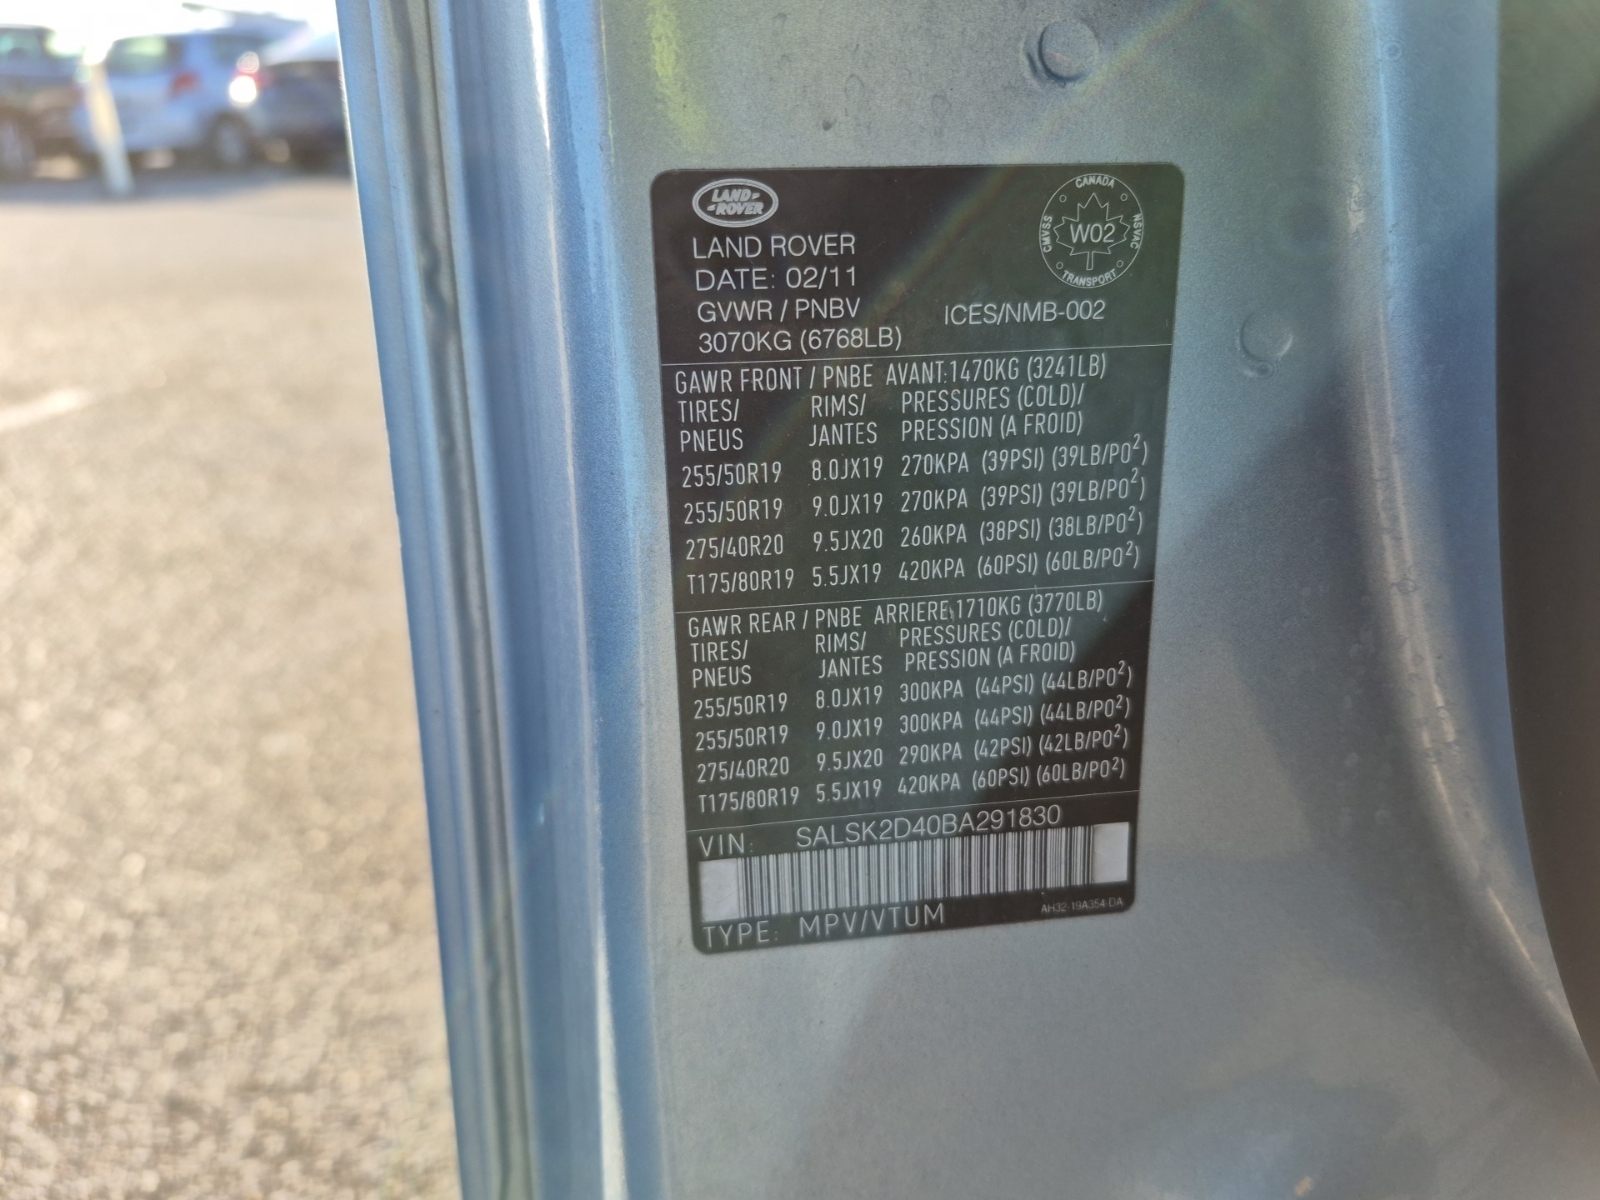 LAND-
-ROVER
LAND ROVER
DATE: 02/11
GVWR / PNBV
3070KG (6768LB)
CANADA
CMVSS
NSVAC
W02
TRANSPORT
ICES/NMB-002
GAWR FRONT / PNBE AVANT:1470KG (3241LB)
TIRES/ RIMS/ PRESSURES (COLD)/
PNEUS JANTES PRESSION (A FROID)
255/50R19 8.0JX19 270KPA (39PSI) (39LB/PO²)
255/50R19 9.0JX19 270KPA (39PSI) (39LB/PO²)
275/40R20 9.5JX20 260KPA (38PSI) (38LB/PO²)
T175/80R19 5.5JX19 420KPA (60PSI) (60LB/PO²)
GAWR REAR / PNBE ARRIERE:1710KG (3770LB)
TIRES/ RIMS/ PRESSURES (COLD)/
PNEUS JANTES PRESSION (A FROID)
255/50R19 8.0JX19 300KPA (44PSI) (44LB/PO²)
255/50R19 9.0JX19 300KPA (44PSI) (44LB/PO²)
275/40R20 9.5JX20 290KPA (42PSI) (42LB/PO²)
T175/80R19 5.5JX19 420KPA (60PSI) (60LB/PO²)
VIN: SALSK2D40BA291830
TYPE: MPV/VTUM
AH32-19A354-DA